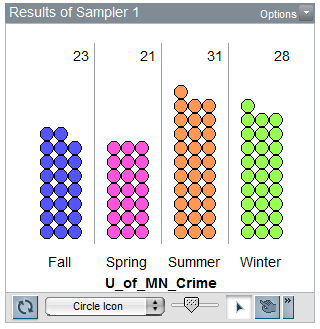 Results of Sampler 1 Options
23 21 31 28
Fall Spring Summer Winter
U_of_MN_Crime
Circle Icon »